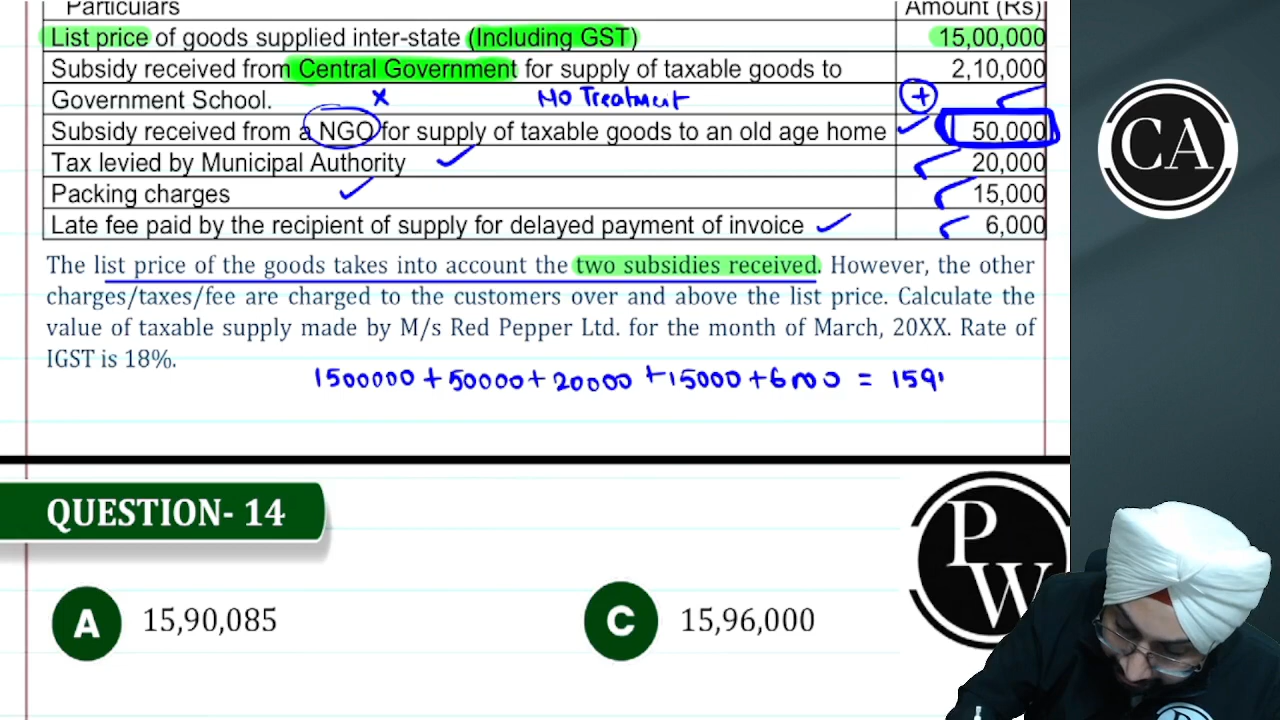 Particulars Amount (Rs)
List price of goods supplied inter-state (Including GST) 15,00,000
Subsidy received from Central Government for supply of taxable goods to 2,10,000
Government School. × No Treatment +
Subsidy received from a NGO for supply of taxable goods to an old age home 50,000
Tax levied by Municipal Authority 20,000
Packing charges 15,000
Late fee paid by the recipient of supply for delayed payment of invoice 6,000
The list price of the goods takes into account the two subsidies received. However, the other
charges/taxes/fee are charged to the customers over and above the list price. Calculate the
value of taxable supply made by M/s Red Pepper Ltd. for the month of March, 20XX. Rate of
IGST is 18%.
1500000 + 50000 + 20000 + 15000 + 6000 = 159
CA
QUESTION- 14
PW
A 15,90,085
C 15,96,000